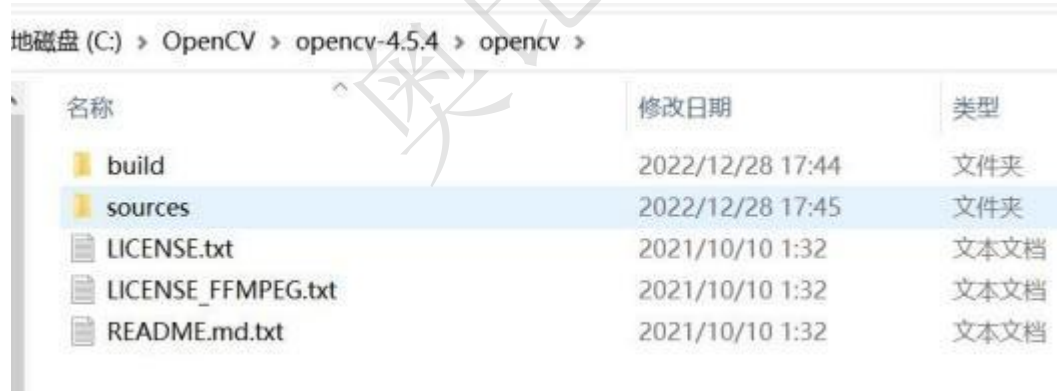 地磁盘 (C:) > OpenCV > opencv-4.5.4 > opencv >
名称 修改日期 类型
build 2022/12/28 17:44 文件夹
sources 2022/12/28 17:45 文件夹
LICENSE.txt 2021/10/10 1:32 文本文档
LICENSE_FFMPEG.txt 2021/10/10 1:32 文本文档
README.md.txt 2021/10/10 1:32 文本文档